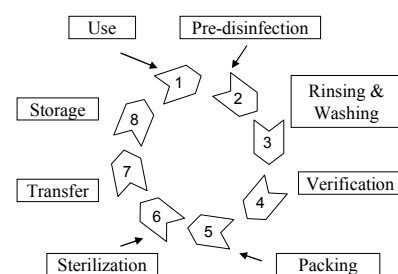 Use
Pre-disinfection
1
2
Rinsing &
Washing
3
Verification
4
Packing
5
Sterilization
6
Transfer
7
Storage
8